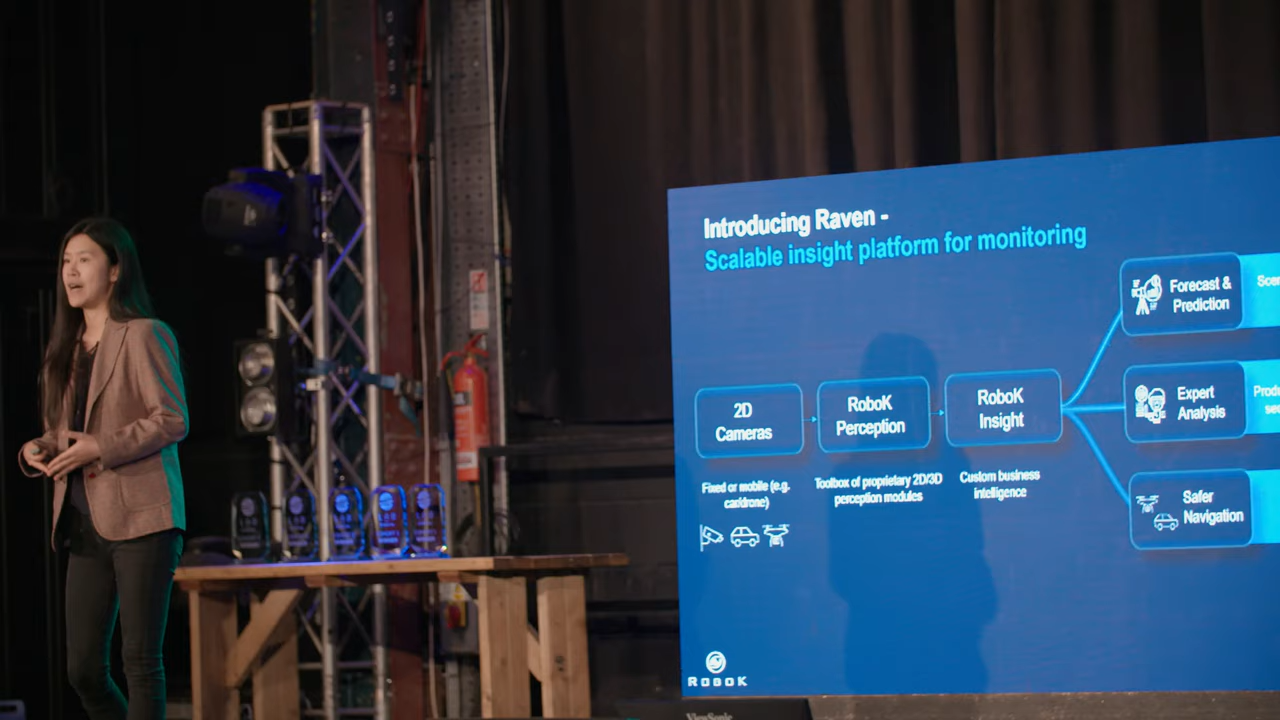 Introducing Raven -
Scalable insight platform for monitoring
Forecast &
Prediction
2D
Cameras
RoboK
Perception
RoboK
Insight
Expert
Analysis
Fixed or mobile (e.g.
car/drone)
Toolbox of proprietary 2D/3D
perception modules
Custom business
intelligence
Safer
Navigation
ROBOK
ViewSonic